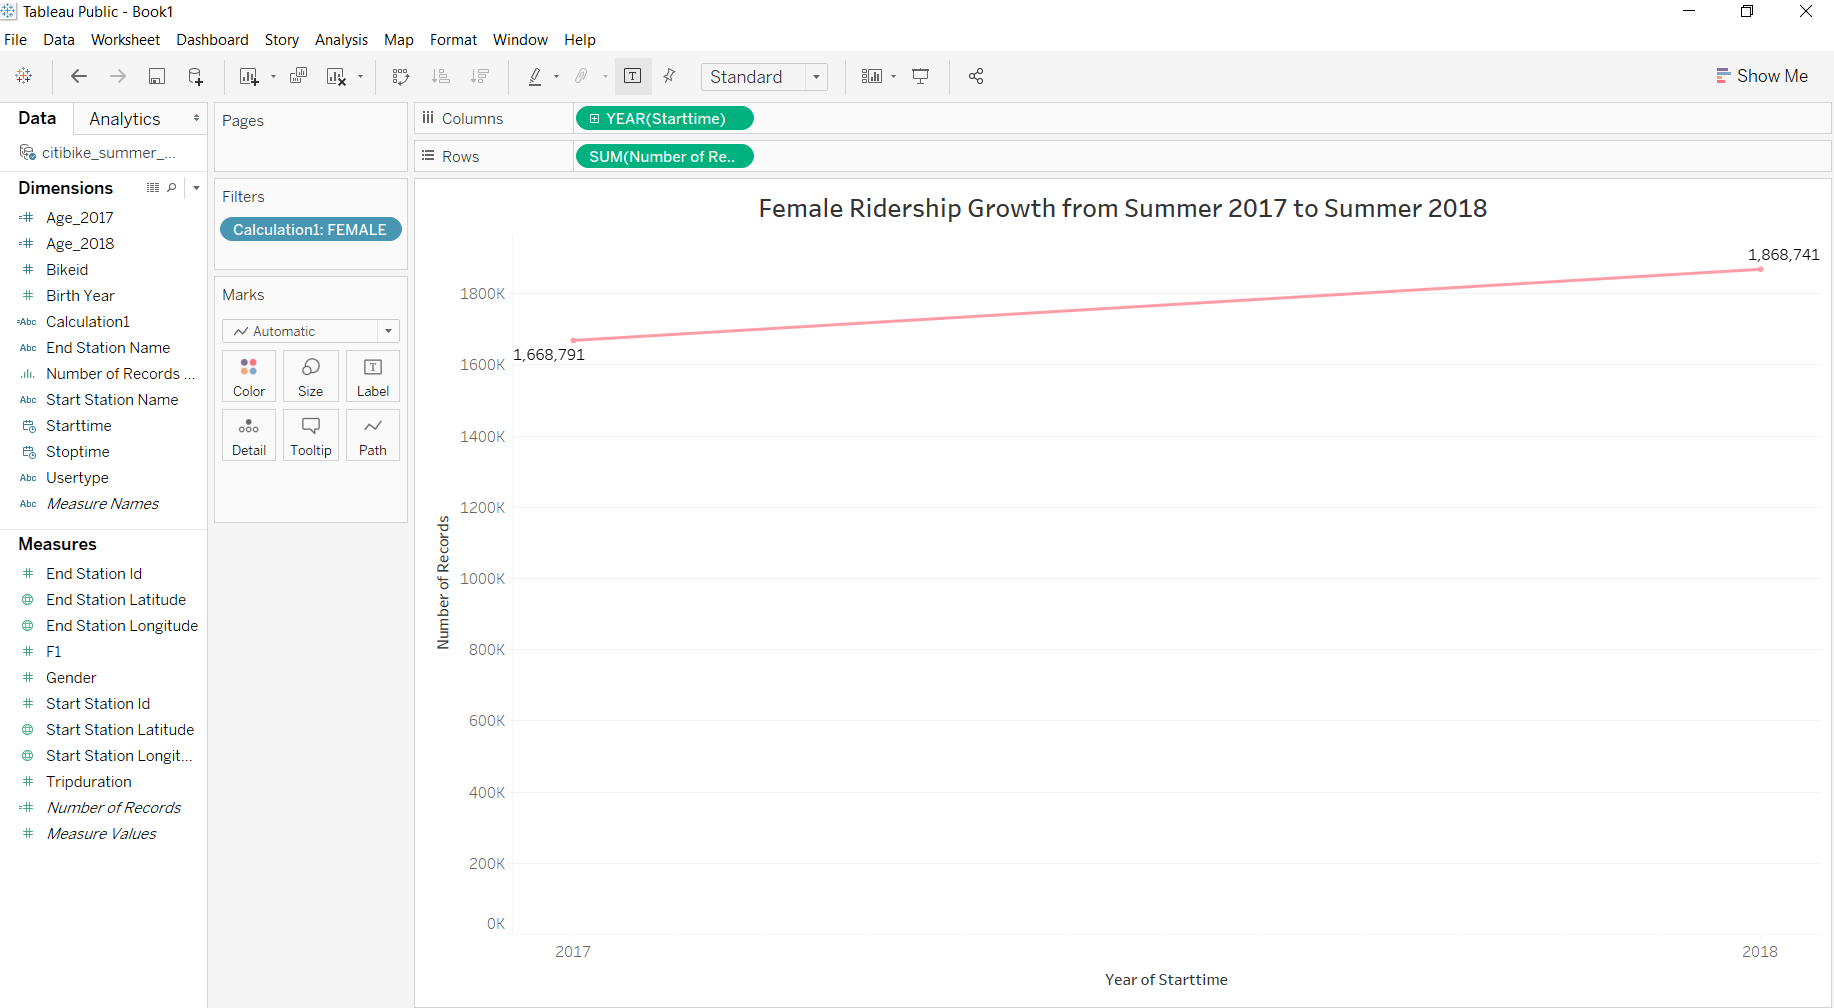 Tableau Public - Book1
File Data Worksheet Dashboard Story Analysis Map Format Window Help
Standard
Show Me
Data Analytics
citibike_summer_...
Dimensions
Age_2017
Age_2018
Bikeid
Birth Year
Calculation1
End Station Name
Number of Records ...
Start Station Name
Starttime
Stoptime
Usertype
Measure Names
Measures
End Station Id
End Station Latitude
End Station Longitude
F1
Gender
Start Station Id
Start Station Latitude
Start Station Longit...
Tripduration
Number of Records
Measure Values
Pages
Filters
Calculation1: FEMALE
Marks
Automatic
Color Size Label
Detail Tooltip Path
Columns YEAR(Starttime)
Rows SUM(Number of Re..
Female Ridership Growth from Summer 2017 to Summer 2018
1,868,741
1,668,791
1800K
1600K
1400K
1200K
1000K
800K
600K
400K
200K
0K
Number of Records
2017 2018
Year of Starttime